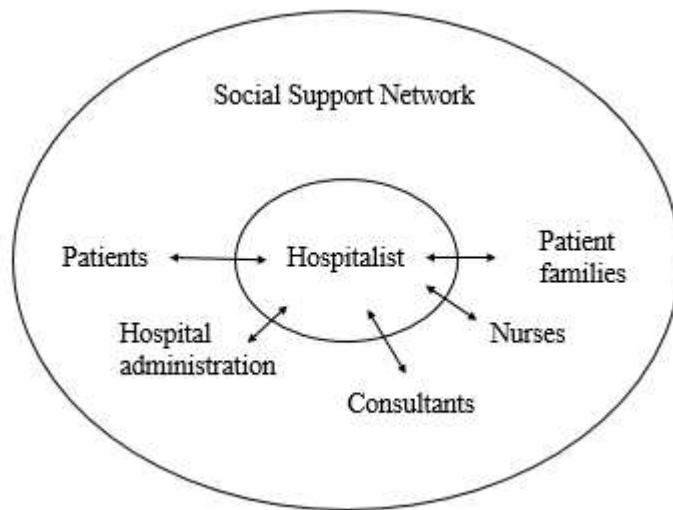 Social Support Network
Patients
Hospitalist
Patient
families
Hospital
administration
Nurses
Consultants